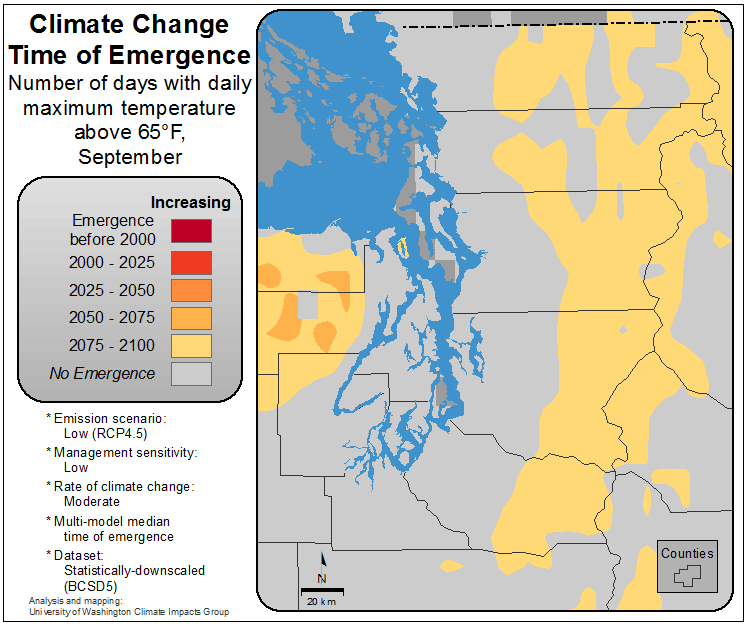 Climate Change
Time of Emergence
Number of days with daily
maximum temperature
above 65°F,
September
Increasing
Emergence
before 2000
2000 - 2025
2025 - 2050
2050 - 2075
2075 - 2100
No Emergence
* Emission scenario:
Low (RCP4.5)
* Management sensitivity:
Low
* Rate of climate change:
Moderate
* Multi-model median
time of emergence
* Dataset:
Statistically-downscaled
(BCSD5)
Analysis and mapping:
University of Washington Climate Impacts Group
N
20 km
Counties